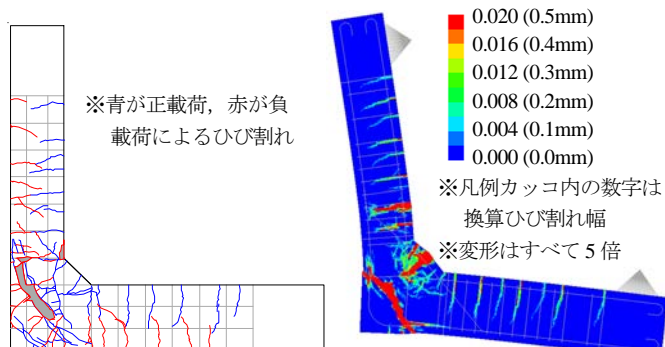 ※青が正載荷，赤が負
載荷によるひび割れ
0.020 (0.5mm)
0.016 (0.4mm)
0.012 (0.3mm)
0.008 (0.2mm)
0.004 (0.1mm)
0.000 (0.0mm)
※凡例カッコ内の数字は
換算ひび割れ幅
※変形はすべて 5 倍